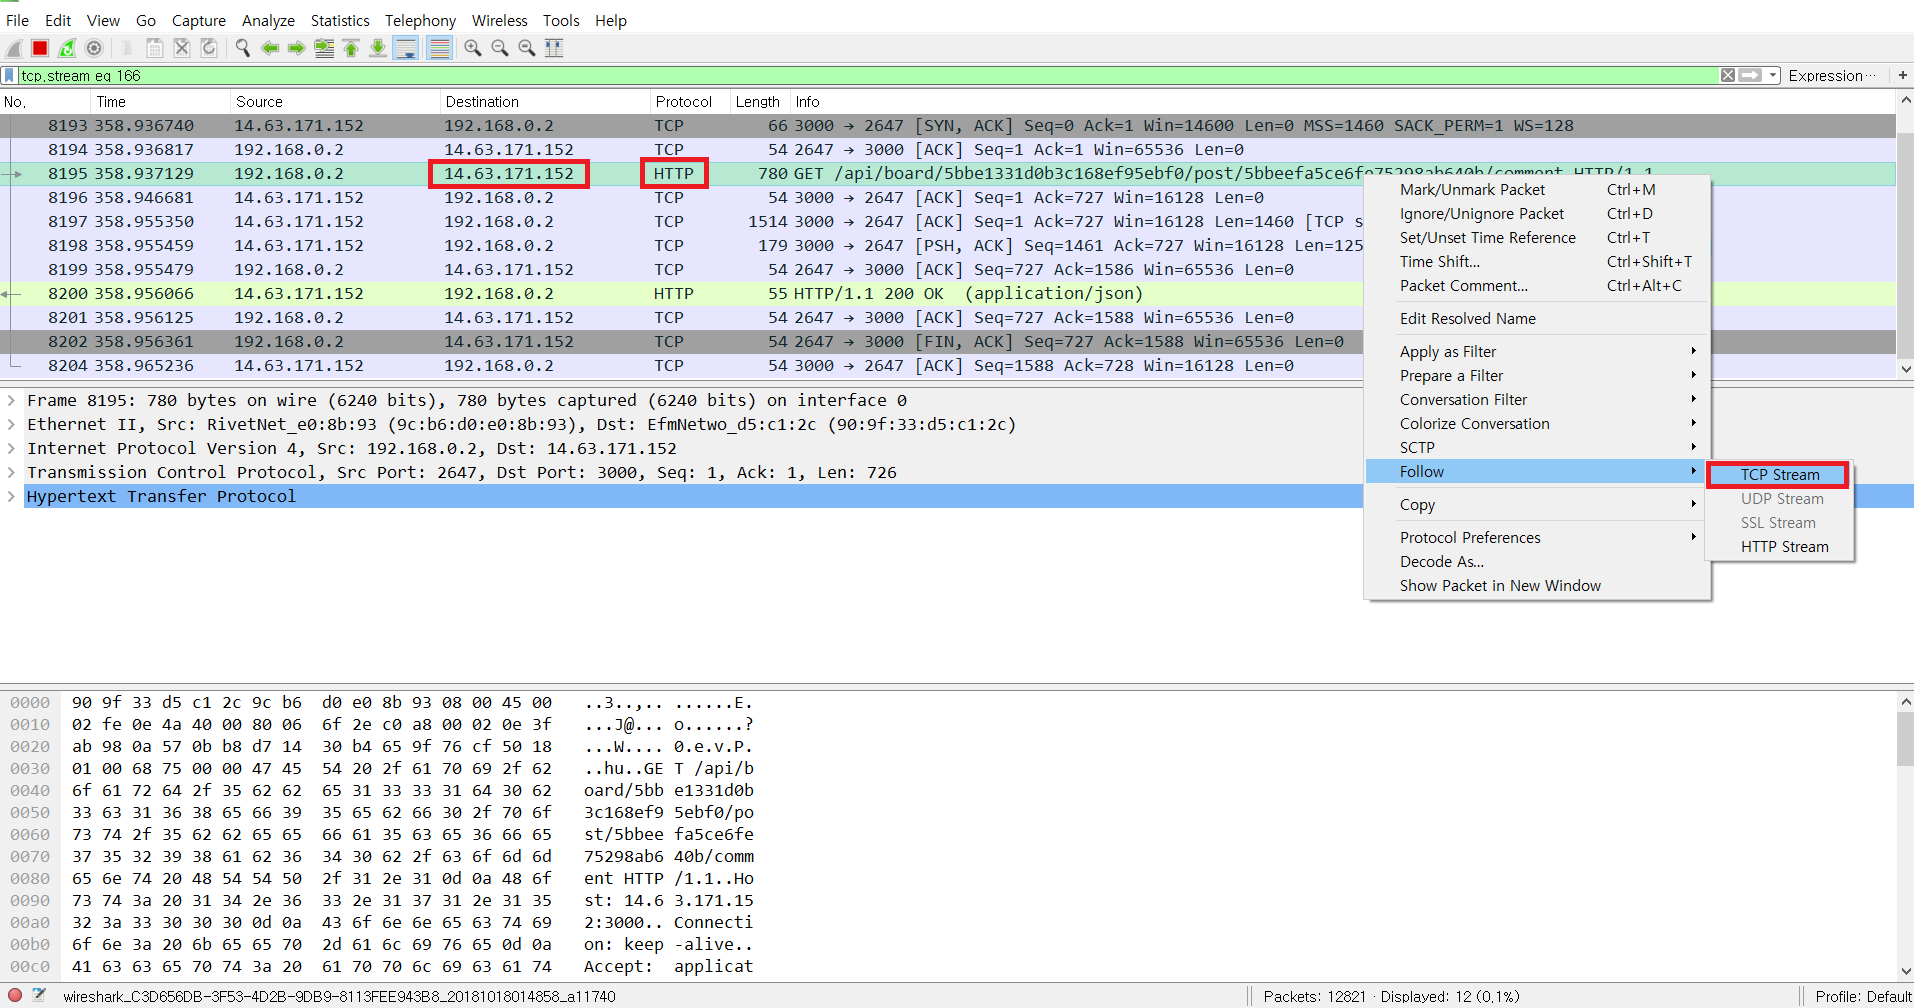 File Edit View Go Capture Analyze Statistics Telephony Wireless Tools Help
tcp.stream eq 166 Expression… +
No. Time Source Destination Protocol Length Info
8193 358.936740 14.63.171.152 192.168.0.2 TCP 66 3000 → 2647 [SYN, ACK] Seq=0 Ack=1 Win=14600 Len=0 MSS=1460 SACK_PERM=1 WS=128
8194 358.936817 192.168.0.2 14.63.171.152 TCP 54 2647 → 3000 [ACK] Seq=1 Ack=1 Win=65536 Len=0
8195 358.937129 192.168.0.2 14.63.171.152 HTTP 780 GET /api/board/5bbe1331d0b3c168ef95ebf0/post/5bbeefa5ce6fe75298ab640b/comment HTTP/1.1
8196 358.946681 14.63.171.152 192.168.0.2 TCP 54 3000 → 2647 [ACK] Seq=1 Ack=727 Win=16128 Len=0
8197 358.955350 14.63.171.152 192.168.0.2 TCP 1514 3000 → 2647 [ACK] Seq=1 Ack=727 Win=16128 Len=1460 [TCP s
8198 358.955459 14.63.171.152 192.168.0.2 TCP 179 3000 → 2647 [PSH, ACK] Seq=1461 Ack=727 Win=16128 Len=125
8199 358.955479 192.168.0.2 14.63.171.152 TCP 54 2647 → 3000 [ACK] Seq=727 Ack=1586 Win=65536 Len=0
8200 358.956066 14.63.171.152 192.168.0.2 HTTP 55 HTTP/1.1 200 OK (application/json)
8201 358.956125 192.168.0.2 14.63.171.152 TCP 54 2647 → 3000 [ACK] Seq=727 Ack=1588 Win=65536 Len=0
8202 358.956361 192.168.0.2 14.63.171.152 TCP 54 2647 → 3000 [FIN, ACK] Seq=727 Ack=1588 Win=65536 Len=0
8204 358.965236 14.63.171.152 192.168.0.2 TCP 54 3000 → 2647 [ACK] Seq=1588 Ack=728 Win=16128 Len=0
Mark/Unmark Packet Ctrl+M
Ignore/Unignore Packet Ctrl+D
Set/Unset Time Reference Ctrl+T
Time Shift... Ctrl+Shift+T
Packet Comment... Ctrl+Alt+C
Edit Resolved Name
Apply as Filter
Prepare a Filter
Conversation Filter
Colorize Conversation
SCTP
Follow
Copy
Protocol Preferences
Decode As...
Show Packet in New Window
TCP Stream
UDP Stream
SSL Stream
HTTP Stream
Frame 8195: 780 bytes on wire (6240 bits), 780 bytes captured (6240 bits) on interface 0
Ethernet II, Src: RivetNet_e0:8b:93 (9c:b6:d0:e0:8b:93), Dst: EfmNetwo_d5:c1:2c (90:9f:33:d5:c1:2c)
Internet Protocol Version 4, Src: 192.168.0.2, Dst: 14.63.171.152
Transmission Control Protocol, Src Port: 2647, Dst Port: 3000, Seq: 1, Ack: 1, Len: 726
Hypertext Transfer Protocol
0000 90 9f 33 d5 c1 2c 9c b6 d0 e0 8b 93 08 00 45 00 ..3..,.. ......E.
0010 02 fe 0e 4a 40 00 80 06 6f 2e c0 a8 00 02 0e 3f ...J@... o......?
0020 ab 98 0a 57 0b b8 d7 14 30 b4 65 9f 76 cf 50 18 ...W.... 0.e.v.P.
0030 01 00 68 75 00 00 47 45 54 20 2f 61 70 69 2f 62 ..hu..GE T /api/b
0040 6f 61 72 64 2f 35 62 62 65 31 33 33 31 64 30 62 oard/5bb e1331d0b
0050 33 63 31 36 38 65 66 39 35 65 62 66 30 2f 70 6f 3c168ef9 5ebf0/po
0060 73 74 2f 35 62 62 65 65 66 61 35 63 65 36 66 65 st/5bbee fa5ce6fe
0070 37 35 32 39 38 61 62 36 34 30 62 2f 63 6f 6d 6d 75298ab6 40b/comm
0080 65 6e 74 20 48 54 54 50 2f 31 2e 31 0d 0a 48 6f ent HTTP /1.1..Ho
0090 73 74 3a 20 31 34 2e 36 33 2e 31 37 31 2e 31 35 st: 14.6 3.171.15
00a0 32 3a 33 30 30 30 0d 0a 43 6f 6e 6e 65 63 74 69 2:3000.. Connecti
00b0 6f 6e 3a 20 6b 65 65 70 2d 61 6c 69 76 65 0d 0a on: keep -alive..
00c0 41 63 63 65 70 74 3a 20 61 70 70 6c 69 63 61 74 Accept: applicat
wireshark_C3D656DB-3F53-4D2B-9DB9-8113FEE943B8_20181018014858_a11740 Packets: 12821 · Displayed: 12 (0,1%) Profile: Default